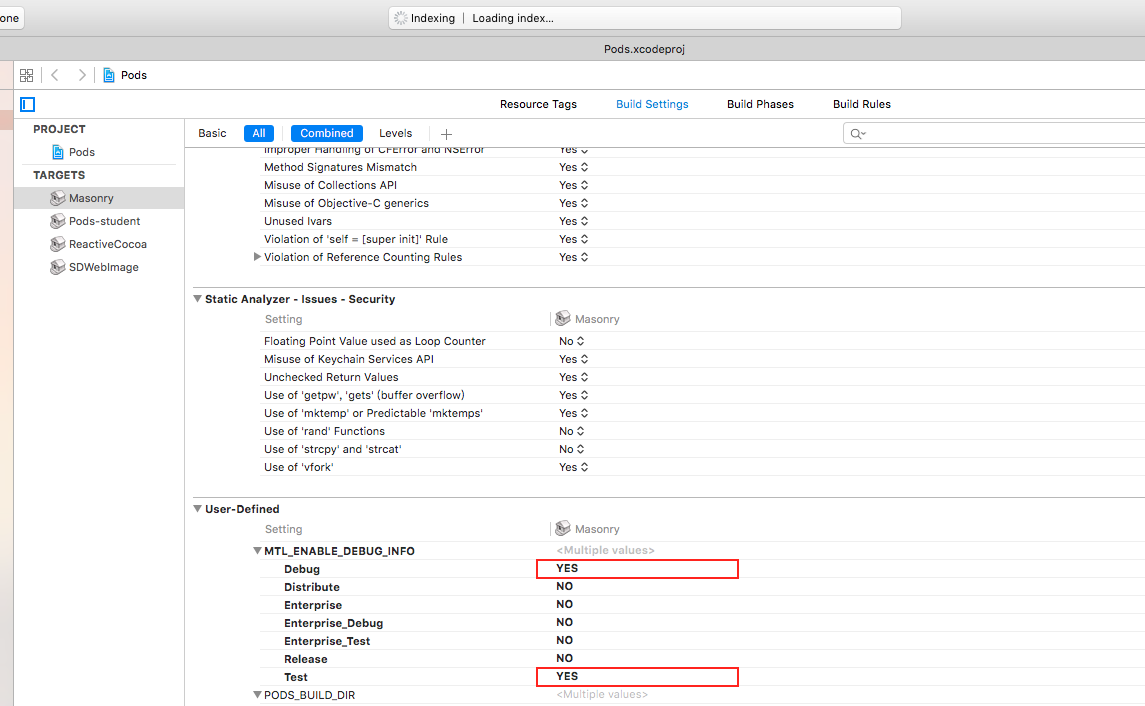 one
Indexing | Loading index...
Pods.xcodeproj
Pods
Resource Tags Build Settings Build Phases Build Rules
PROJECT
Pods
TARGETS
Masonry
Pods-student
ReactiveCocoa
SDWebImage
Basic All Combined Levels +
Improper Handling of CFError and NSError Yes
Method Signatures Mismatch Yes
Misuse of Collections API Yes
Misuse of Objective-C generics Yes
Unused Ivars Yes
Violation of 'self = [super init]' Rule Yes
Violation of Reference Counting Rules Yes
Static Analyzer - Issues - Security
Setting Masonry
Floating Point Value used as Loop Counter No
Misuse of Keychain Services API Yes
Unchecked Return Values Yes
Use of 'getpw', 'gets' (buffer overflow) Yes
Use of 'mktemp' or Predictable 'mktemps' Yes
Use of 'rand' Functions No
Use of 'strcpy' and 'strcat' No
Use of 'vfork' Yes
User-Defined
Setting Masonry
MTL_ENABLE_DEBUG_INFO <Multiple values>
Debug YES
Distribute NO
Enterprise NO
Enterprise_Debug NO
Enterprise_Test NO
Release NO
Test YES
PODS_BUILD_DIR <Multiple values>